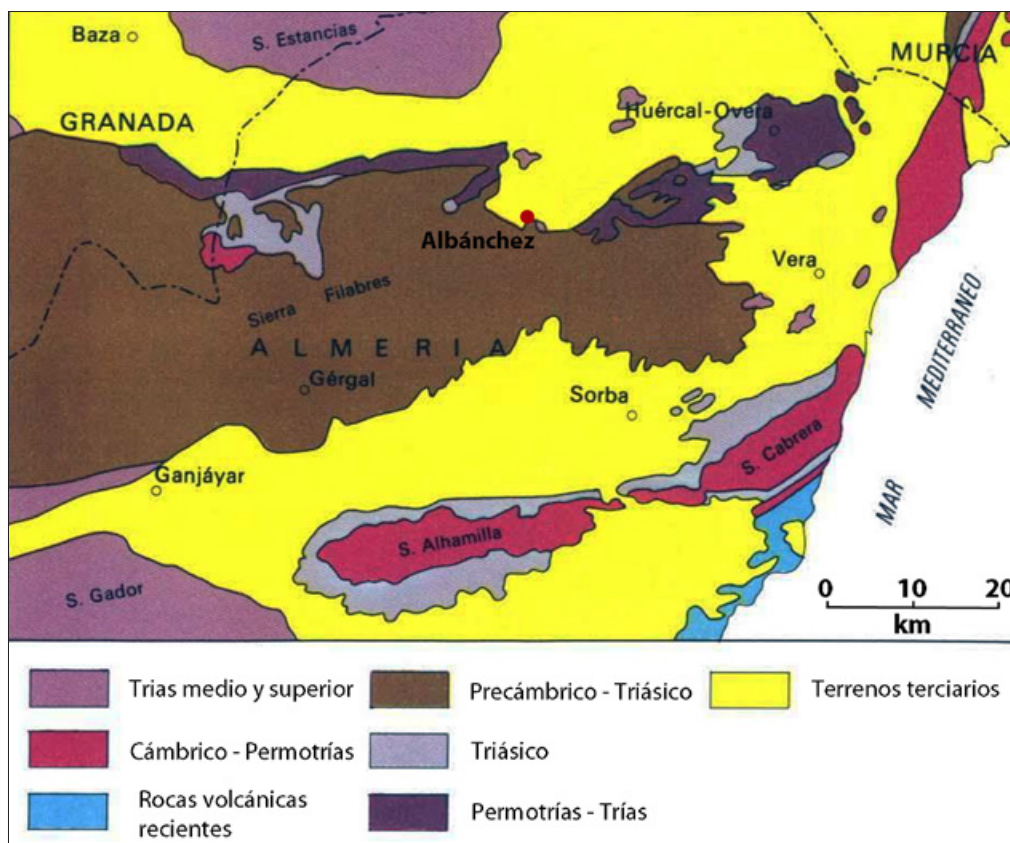 Baza
S. Estancias
MURCIA
Huércal-Overa
GRANADA
Albánchez
Vera
Sierra Filabres
ALMERIA
Gérgal
Sorba
MAR MEDITERRANEO
S. Cabrera
Ganjáyar
S. Alhamilla
S. Gador
0 10 20
km
Trias medio y superior
Precámbrico - Triásico
Terrenos terciarios
Cámbrico - Permotrías
Triásico
Rocas volcánicas
recientes
Permotrías - Trías